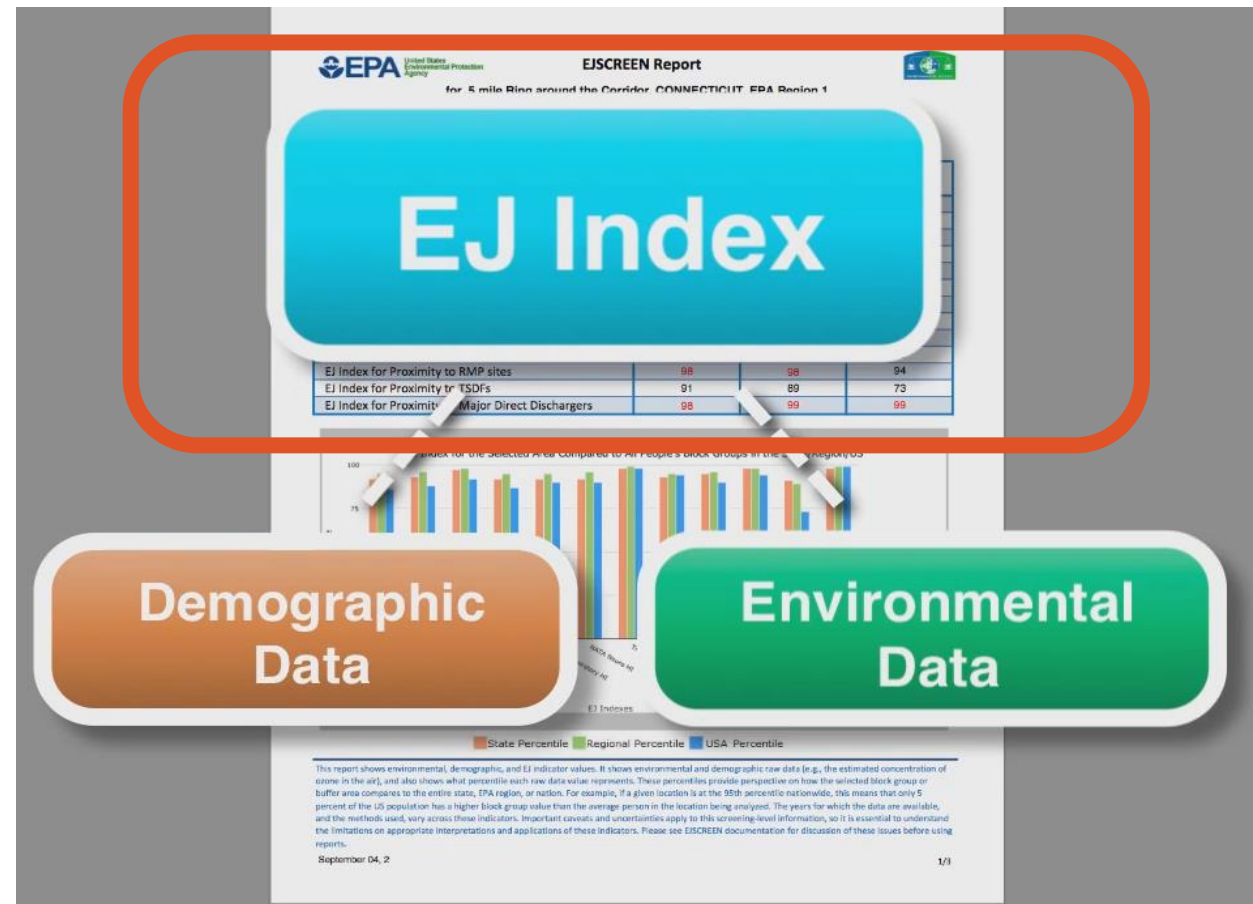 EPA United States
Environmental Protection
Agency
EJSCREEN Report
for .5 mile Ring around the Corridor, CONNECTICUT, EPA Region 1
EJ Index
EJ Index for Proximity to RMP sites 98 98 94
EJ Index for Proximity to TSDFs 91 89 73
EJ Index for Proximity Major Direct Dischargers 98 99 99
Index for the Selected Area Compared to All People's Block Groups in the Region/US
100
75
Demographic
Data
Environmental
Data
EJ Indexes
State Percentile Regional Percentile USA Percentile
This report shows environmental, demographic, and EJ indicator values. It shows environmental and demographic raw data (e.g., the estimated concentration of
ozone in the air), and also shows what percentile each raw data value represents. These percentiles provide perspective on how the selected block group or
buffer area compares to the entire state, EPA region, or nation. For example, if a given location is at the 95th percentile nationwide, this means that only 5
percent of the US population has a higher block group value than the average person in the location being analyzed. The years for which the data are available,
and the methods used, vary across these indicators. Important caveats and uncertainties apply to this screening-level information, so it is essential to understand
the limitations on appropriate interpretations and applications of these indicators. Please see EJSCREEN documentation for discussion of these issues before using
reports.
September 04, 2
1/3